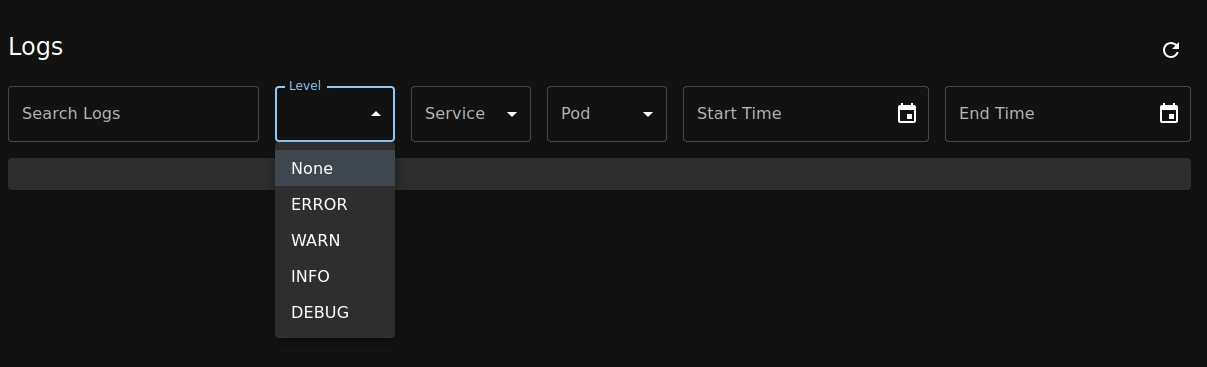 Logs
Level
Search Logs
Service
Pod
Start Time
End Time
None
ERROR
WARN
INFO
DEBUG